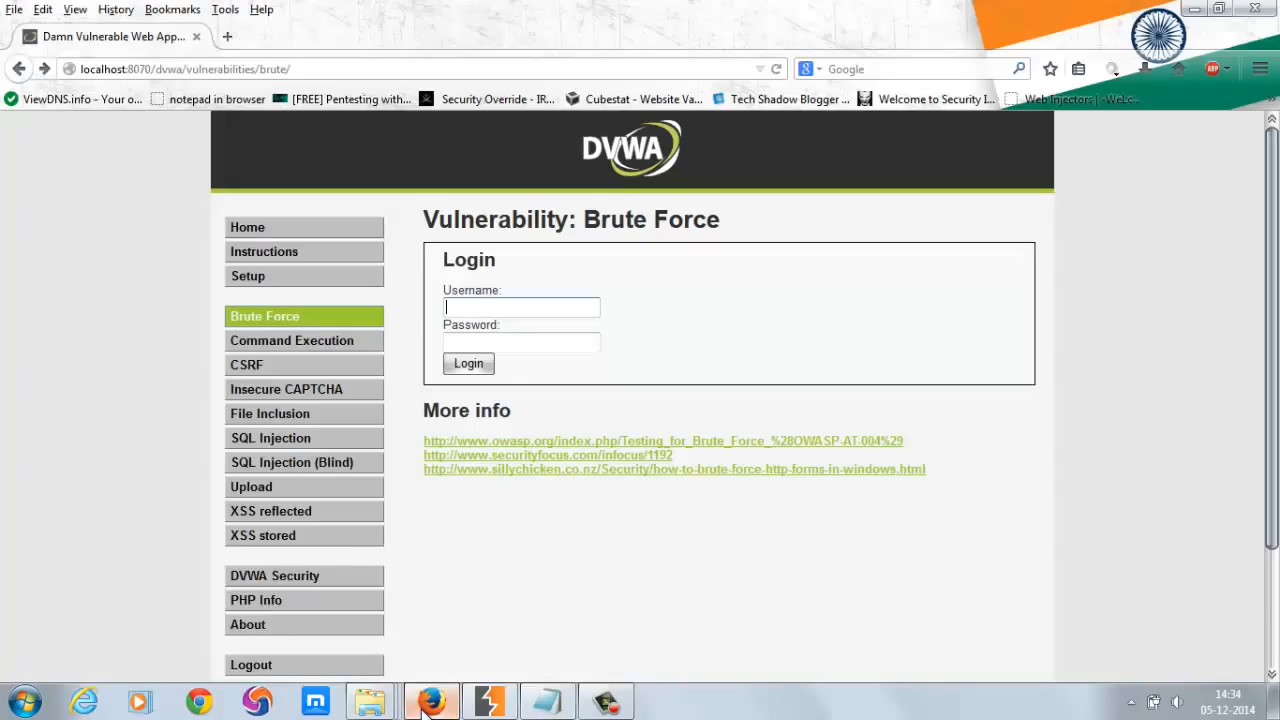 File Edit View History Bookmarks Tools Help
Damn Vulnerable Web App...
localhost:8070/dvwa/vulnerabilities/brute/
Google
ABP
ViewDNS.info - Your o...
notepad in browser
[FREE] Pentesting with...
Security Override - IR...
Cubestat - Website Va...
Tech Shadow Blogger ...
Welcome to Security I...
Web Injectors
DVWA
Home
Instructions
Setup
Brute Force
Command Execution
CSRF
Insecure CAPTCHA
File Inclusion
SQL Injection
SQL Injection (Blind)
Upload
XSS reflected
XSS stored
DVWA Security
PHP Info
About
Logout
Vulnerability: Brute Force
Login
Username:
Password:
Login
More info
http://www.owasp.org/index.php/Testing_for_Brute_Force_%28OWASP-AT-004%29
http://www.securityfocus.com/infocus/1192
http://www.sillychicken.co.nz/Security/how-to-brute-force-http-forms-in-windows.html
14:34
05-12-2014